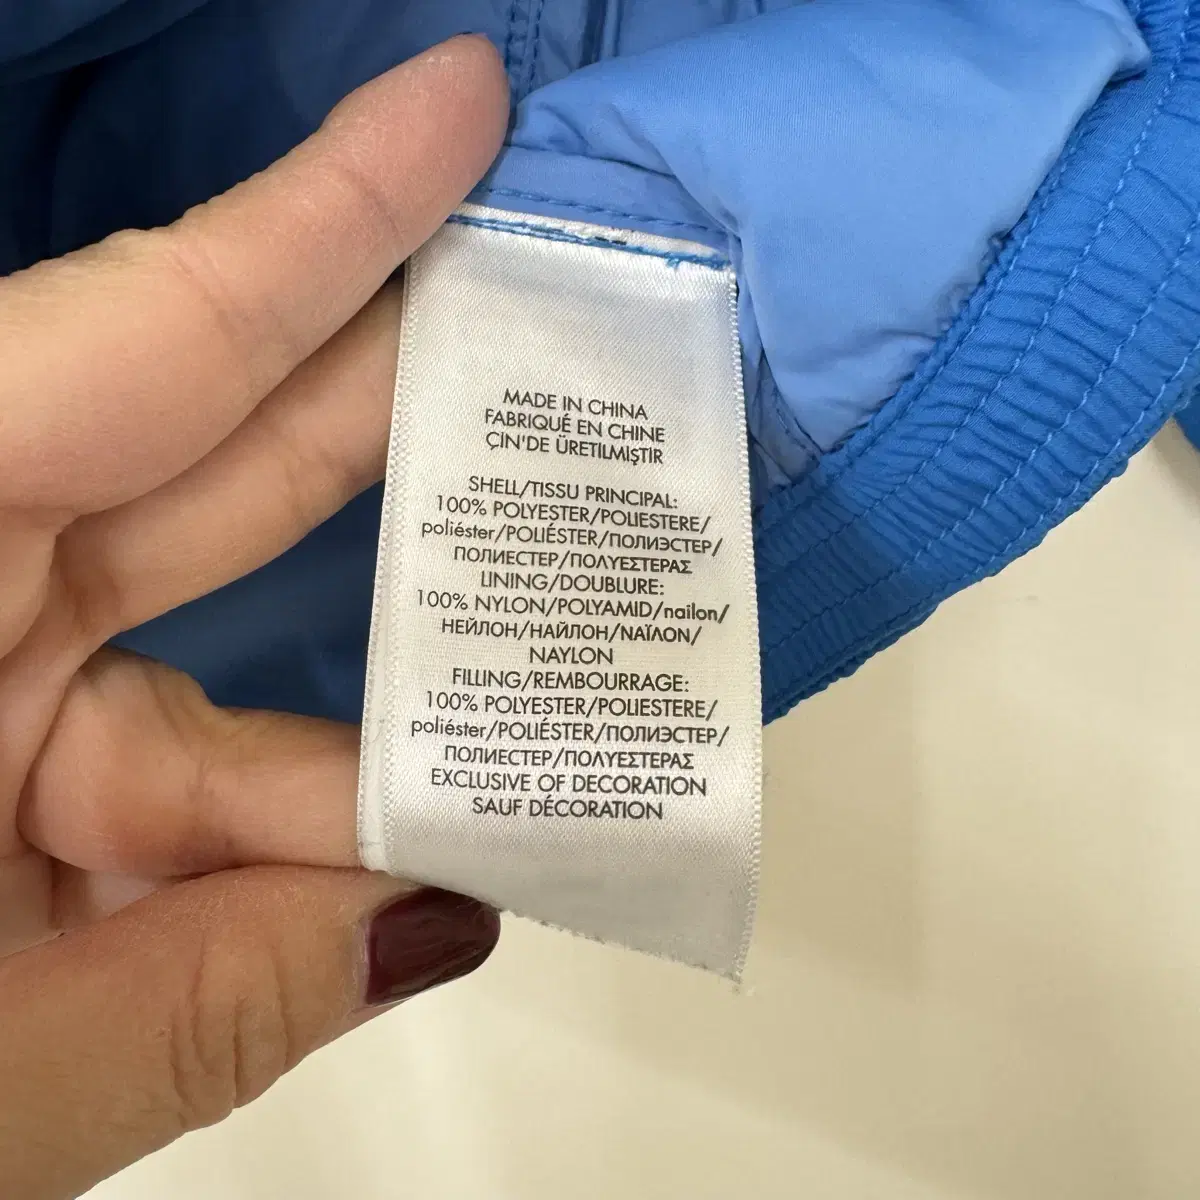 MADE IN CHINA
FABRIQUÉ EN CHINE
ÇIN'DE ÜRETILMIŞTIR
SHELL/TISSU PRINCIPAL:
100% POLYESTER/POLIESTERE/
poliéster/POLIÉSTER/ПОЛИЭСТЕР/
ПОЛИЕСТЕР/ΠΟΛΥΕΣΤΕΡΑΣ
LINING/DOUBLURE:
100% NYLON/POLYAMID/nailon/
НЕЙЛОН/НАЙЛОН/ΝΑΪΛΟΝ/
NAYLON
FILLING/REMBOURRAGE:
100% POLYESTER/POLIESTERE/
poliéster/POLIÉSTER/ПОЛИЭСТЕР/
ПОЛИЕСТЕР/ΠΟΛΥΕΣΤΕΡΑΣ
EXCLUSIVE OF DECORATION
SAUF DÉCORATION